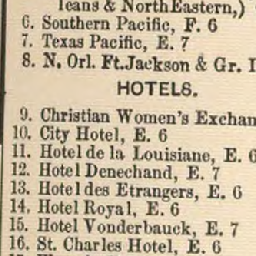 leans & NorthEastern,)
6. Southern Pacific, F. 6
7. Texas Pacific, E. 7
8. N. Orl. Ft.Jackson & Gr. I
HOTELS.
9. Christian Women's Exchan
10. City Hotel, E. 6
11. Hotel de la Louisiane, E. 6
12. Hotel Denechand, E. 7
13. Hotel des Etrangers, E. 6
14. Hotel Royal, E. 6
15. Hotel Vonderbauck, E. 7
16. St. Charles Hotel, E. 6